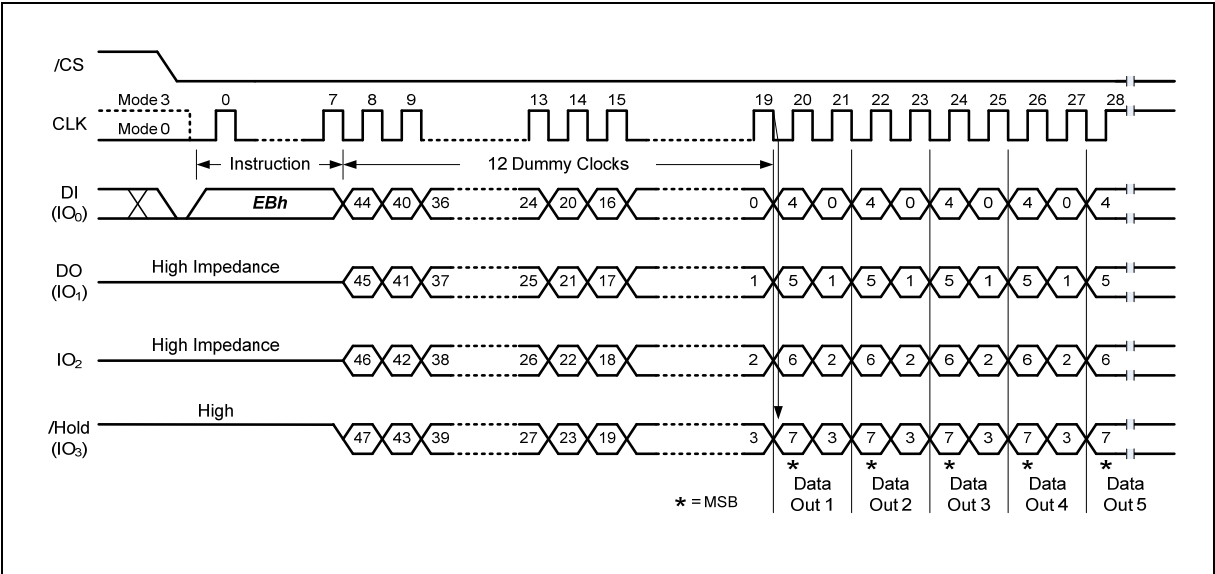 /CS
Mode 3 0 7 8 9 13 14 15 19 20 21 22 23 24 25 26 27 28
CLK
Mode 0
Instruction 12 Dummy Clocks
DI
(IO₀)
EBh 44 40 36 24 20 16 0 4 0 4 0 4 0 4 0 4
High Impedance
DO
(IO₁)
45 41 37 25 21 17 1 5 1 5 1 5 1 5 1 5
High Impedance
IO₂
46 42 38 26 22 18 2 6 2 6 2 6 2 6 2 6
High
/Hold
(IO₃)
47 43 39 27 23 19 3 7 3 7 3 7 3 7 3 7
* * * * *
* = MSB
Data Out 1
Data Out 2
Data Out 3
Data Out 4
Data Out 5